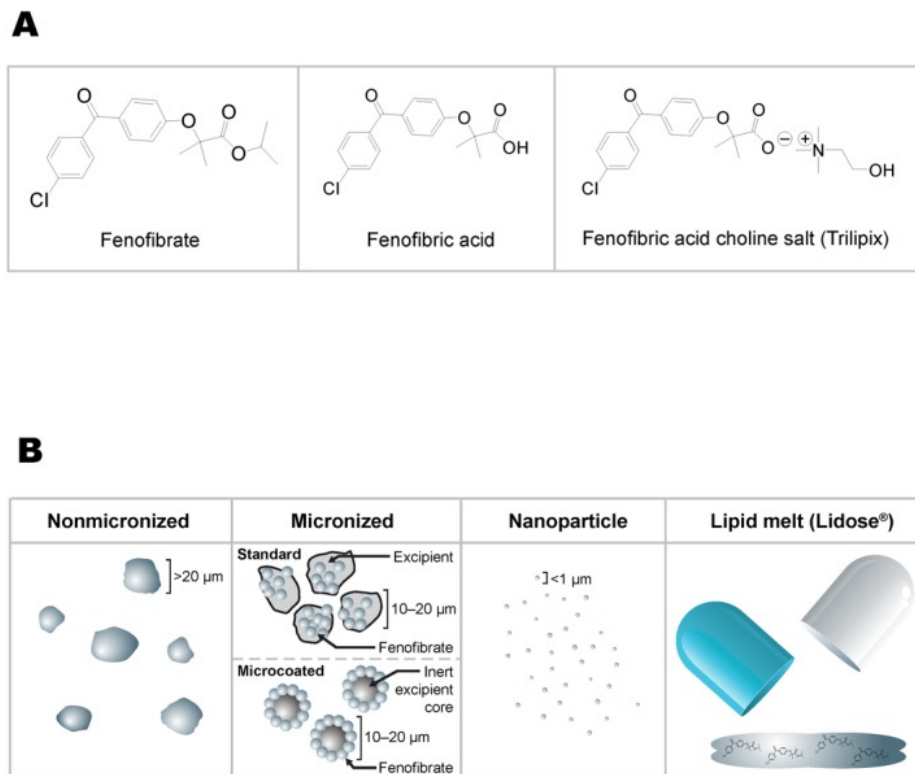 A
O
O
O
O
Cl
Fenofibrate
O
O
O
OH
Cl
Fenofibric acid
O
O
O
O
⊖
⊕
N
OH
Cl
Fenofibric acid choline salt (Trilipix)
B
Nonmicronized
>20 µm
Micronized
Standard
Excipient
10–20 µm
Fenofibrate
Microcoated
Inert
excipient
core
10–20 µm
Fenofibrate
Nanoparticle
<1 µm
Lipid melt (Lidose®)